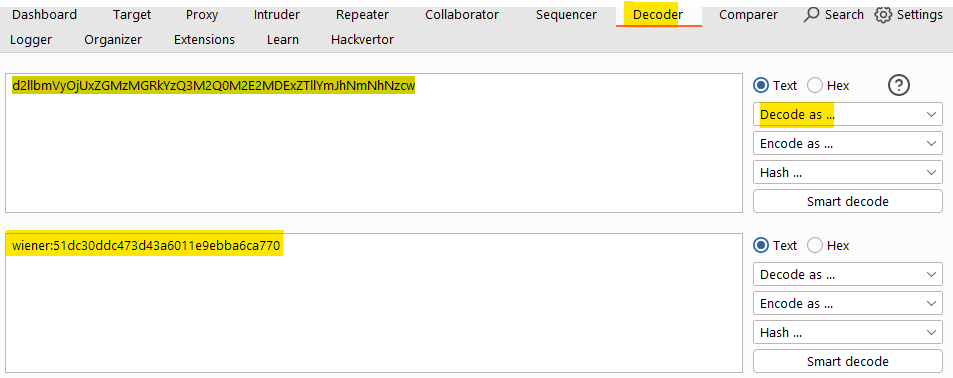 Dashboard Target Proxy Intruder Repeater Collaborator Sequencer Decoder Comparer Search Settings
Logger Organizer Extensions Learn Hackvertor
d2llbmVyOjUxZGMzMGRkYzQ3M2Q0M2E2MDExZTllYmJhNmNhNzcw
Text Hex ?
Decode as ...
Encode as ...
Hash ...
Smart decode
wiener:51dc30ddc473d43a6011e9ebba6ca770
Text Hex
Decode as ...
Encode as ...
Hash ...
Smart decode